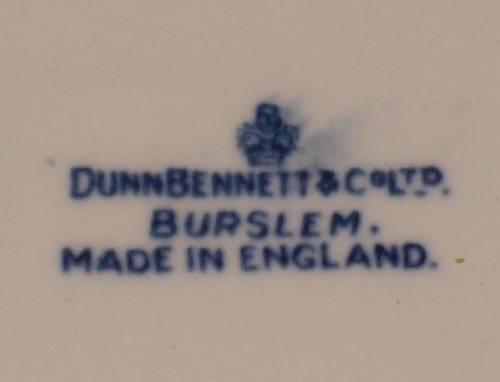 DUNN BENNETT & CO LTD.
BURSLEM.
MADE IN ENGLAND.